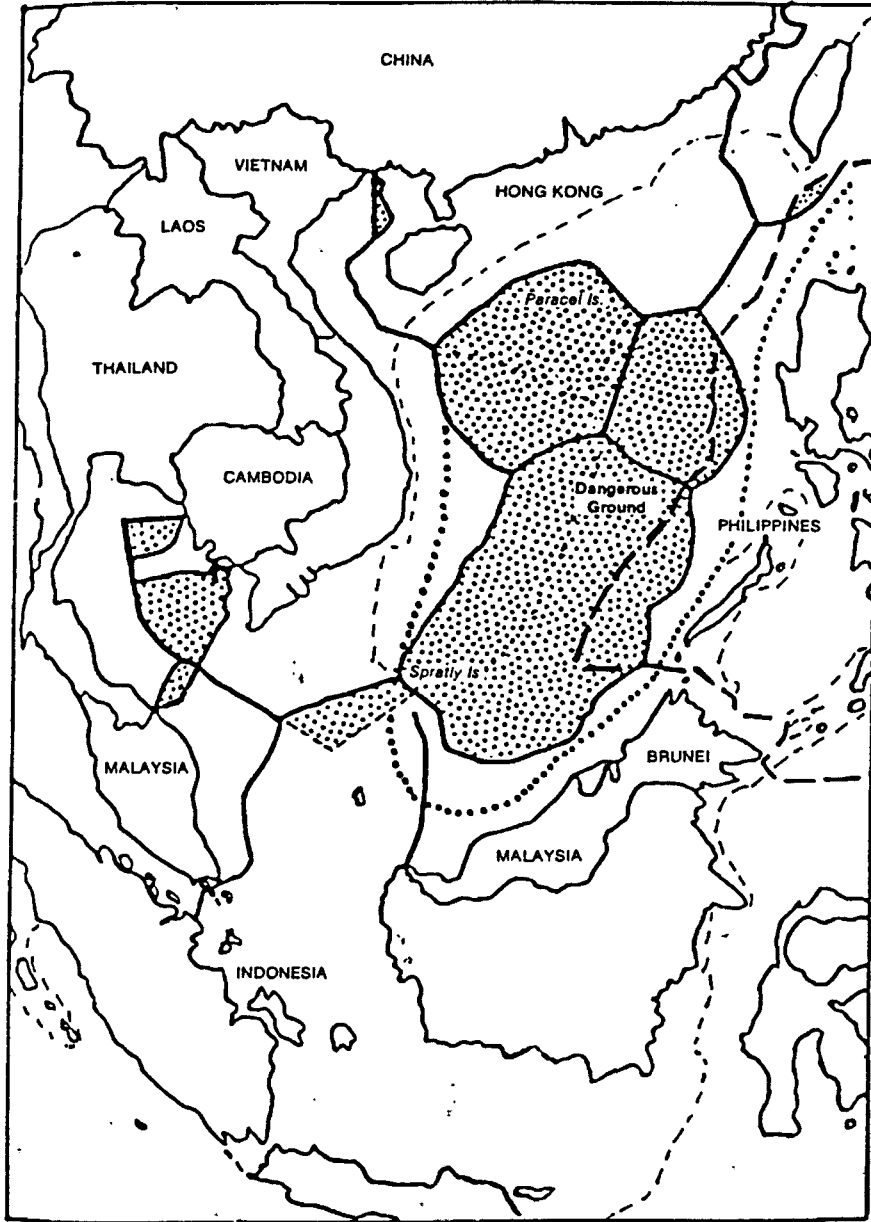 CHINA
VIETNAM
HONG KONG
LAOS
Paracel Is.
THAILAND
CAMBODIA
Dangerous
Ground
PHILIPPINES
Spratly Is
MALAYSIA
BRUNEI
MALAYSIA
INDONESIA